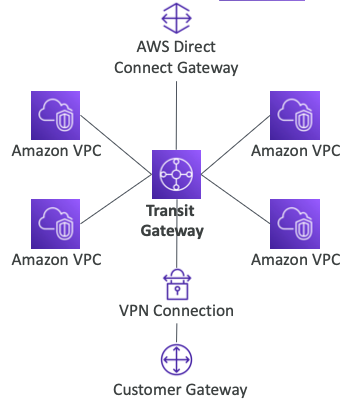 AWS Direct
Connect Gateway
Amazon VPC
Amazon VPC
Transit
Gateway
Amazon VPC
Amazon VPC
VPN Connection
Customer Gateway